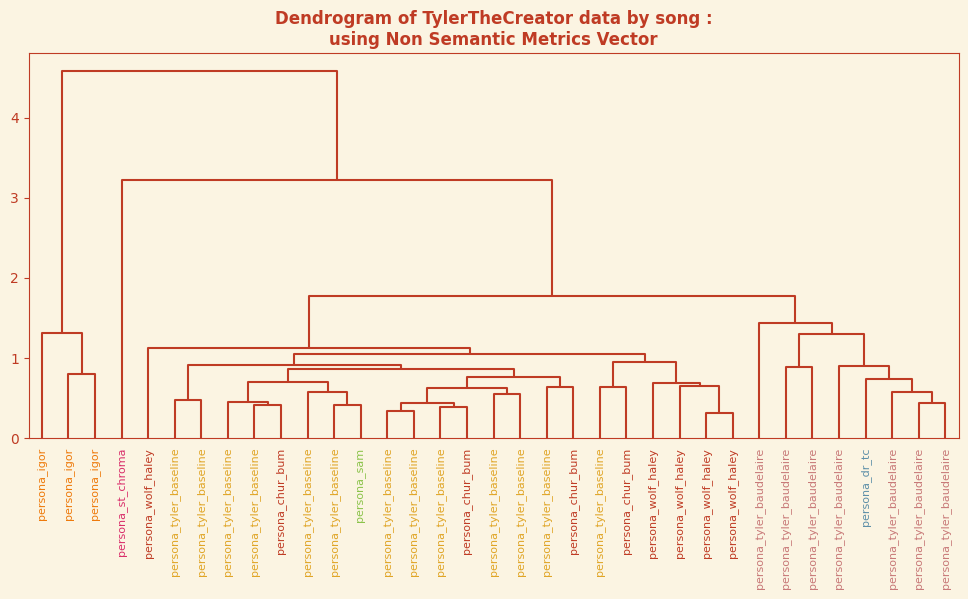 Dendrogram of TylerTheCreator data by song :
using Non Semantic Metrics Vector
4
3
2
1
0
persona_igor
persona_igor
persona_igor
persona_st_chroma
persona_wolf_haley
persona_tyler_baseline
persona_tyler_baseline
persona_tyler_baseline
persona_tyler_baseline
persona_chur_bum
persona_tyler_baseline
persona_tyler_baseline
persona_sam
persona_tyler_baseline
persona_tyler_baseline
persona_tyler_baseline
persona_chur_bum
persona_tyler_baseline
persona_tyler_baseline
persona_tyler_baseline
persona_chur_bum
persona_tyler_baseline
persona_chur_bum
persona_wolf_haley
persona_wolf_haley
persona_wolf_haley
persona_wolf_haley
persona_tyler_baudelaire
persona_tyler_baudelaire
persona_tyler_baudelaire
persona_tyler_baudelaire
persona_dr_tc
persona_tyler_baudelaire
persona_tyler_baudelaire
persona_tyler_baudelaire